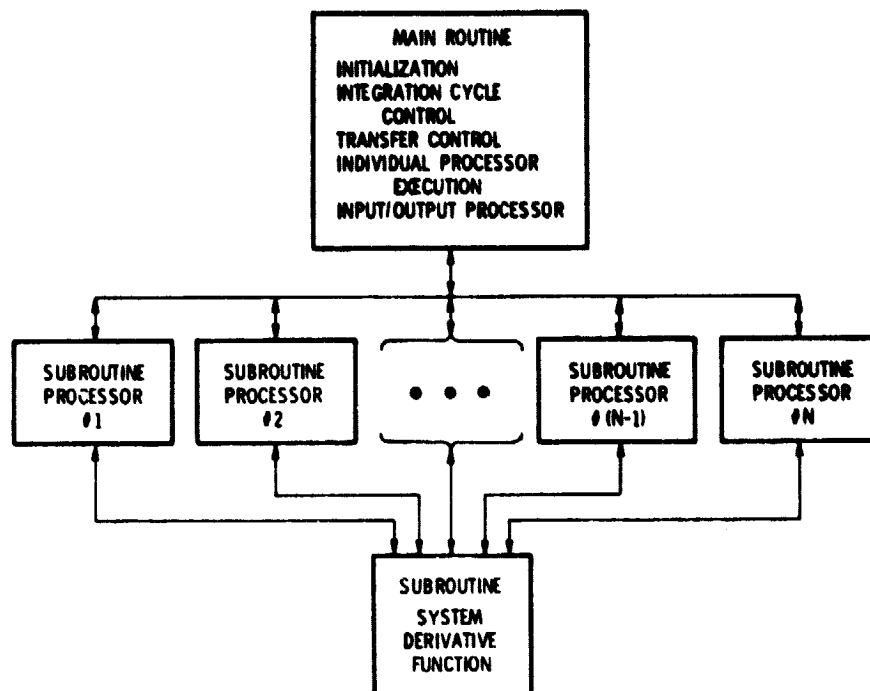 MAIN ROUTINE
INITIALIZATION
INTEGRATION CYCLE
CONTROL
TRANSFER CONTROL
INDIVIDUAL PROCESSOR
EXECUTION
INPUT/OUTPUT PROCESSOR
SUBROUTINE
PROCESSOR
#1
SUBROUTINE
PROCESSOR
#2
• • •
SUBROUTINE
PROCESSOR
# (N-1)
SUBROUTINE
PROCESSOR
#N
SUBROUTINE
SYSTEM
DERIVATIVE
FUNCTION